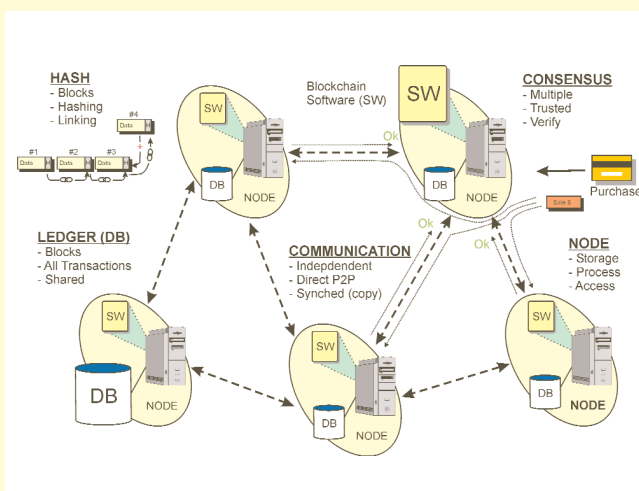 HASH
- Blocks
- Hashing
- Linking
#4
Data
H
#1
#2
#3
Data
H
Data
H
Data
H
SW
DB
NODE
Blockchain
Software (SW)
SW
Ok
DB
NODE
CONSENSUS
- Multiple
- Trusted
- Verify
Purchase
Sale $
LEDGER (DB)
- Blocks
- All Transactions
- Shared
COMMUNICATION
- Indepdendent
- Direct P2P
- Synched (copy)
Ok
Ok
NODE
- Storage
- Process
- Access
SW
DB
NODE
SW
DB
NODE
SW
DB
NODE